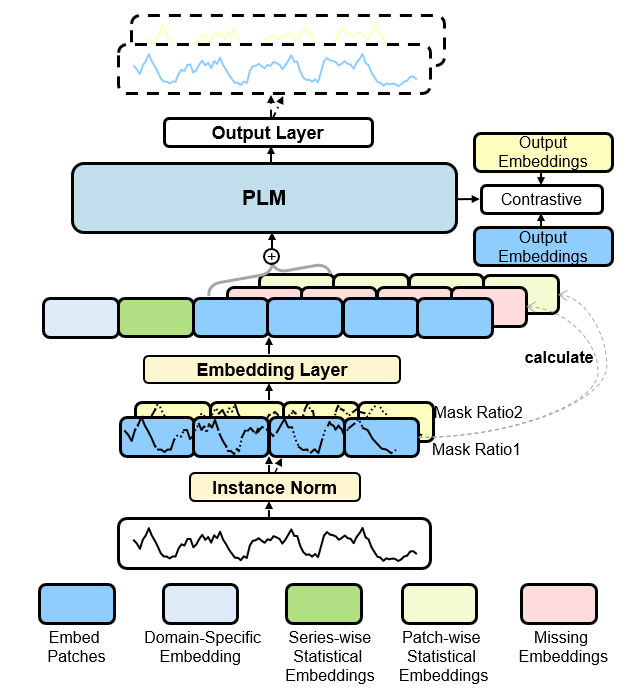 Output Layer
Output
Embeddings
PLM
Contrastive
Output
Embeddings
+
calculate
Embedding Layer
Mask Ratio2
Mask Ratio1
Instance Norm
Embed
Patches
Domain-Specific
Embedding
Series-wise
Statistical
Embeddings
Patch-wise
Statistical
Embeddings
Missing
Embeddings